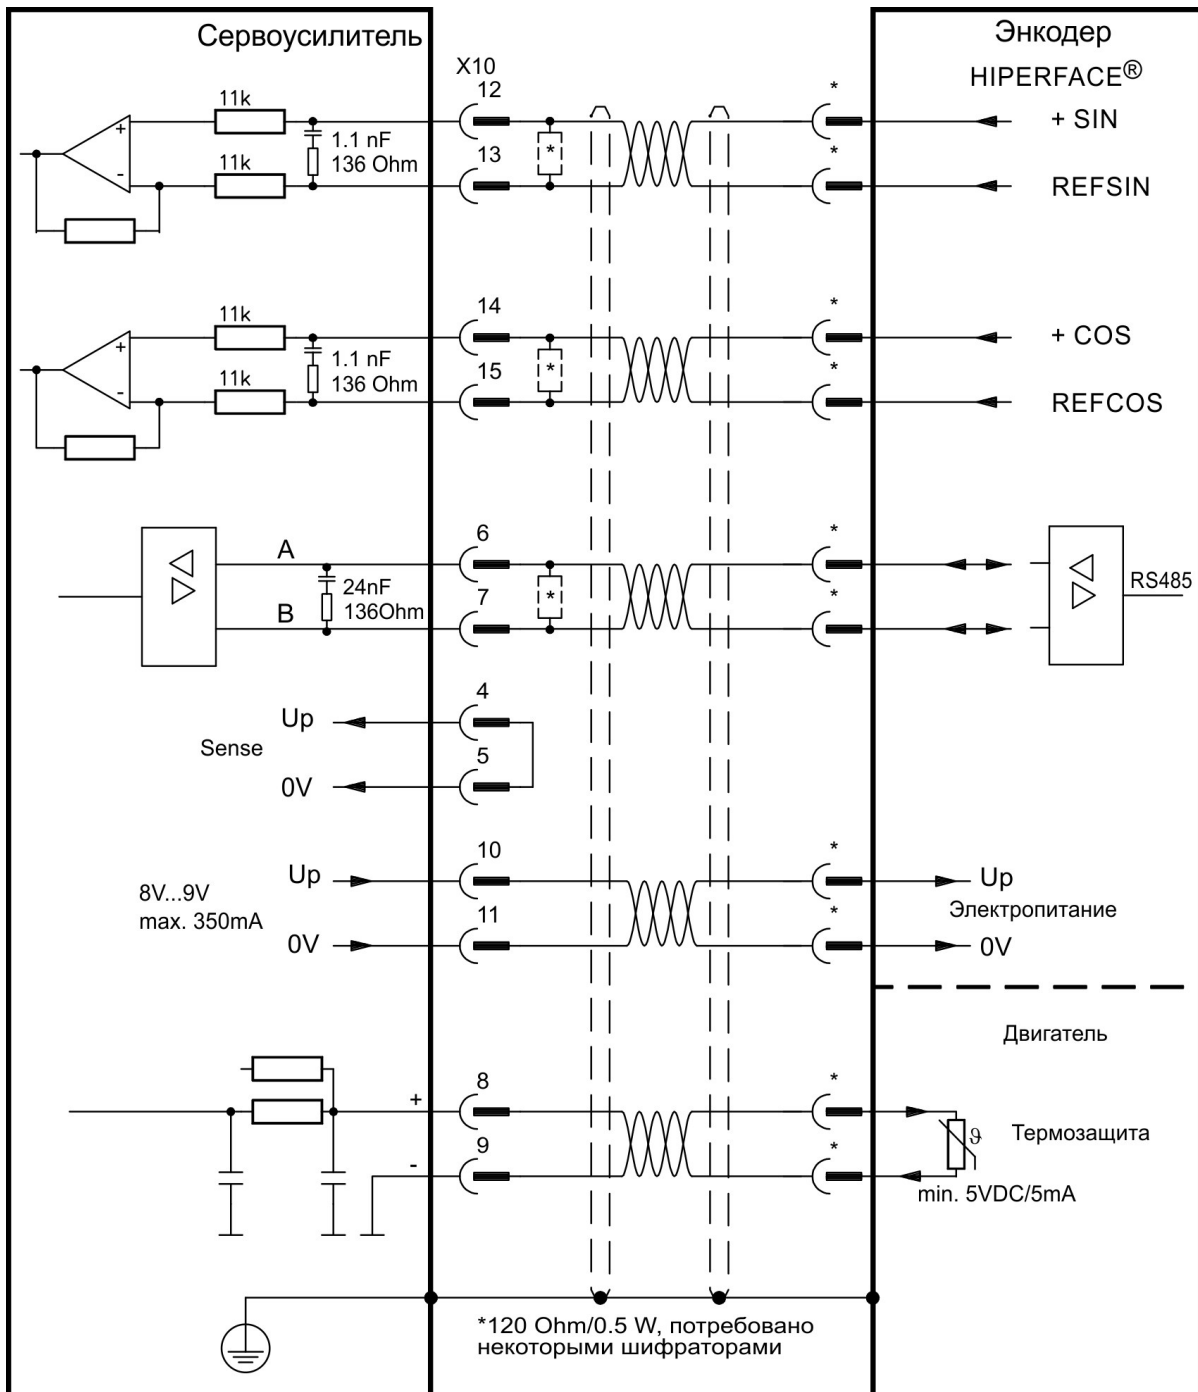 Сервоусилитель
Энкодер
HIPERFACE®
X10
11k
12
*
+ SIN
+
1.1 nF
136 Ohm
*
11k
13
*
-
REFSIN
11k
14
*
+ COS
+
1.1 nF
136 Ohm
*
11k
15
*
-
REFCOS
A
6
*
24nF
136Ohm
*
RS485
B
7
*
4
Up
Sense
5
0V
10
*
Up
Up
8V...9V
max. 350mA
Электропитание
11
*
0V
0V
Двигатель
8
*
+
ϑ
Термозащита
9
*
-
min. 5VDC/5mA
*120 Ohm/0.5 W, потребовано
некоторыми шифраторами